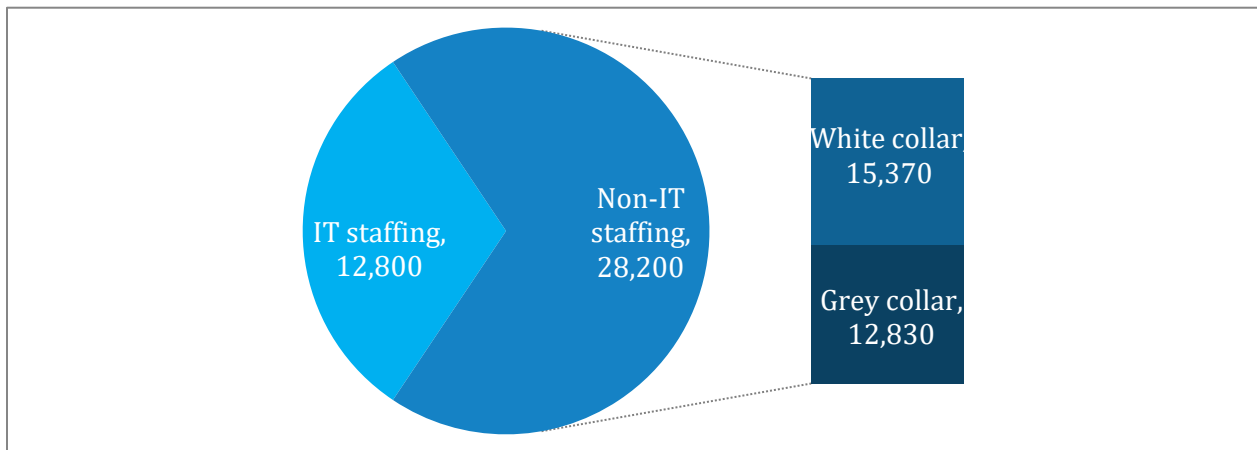 IT staffing,
12,800
Non-IT
staffing,
28,200
White collar,
15,370
Grey collar,
12,830